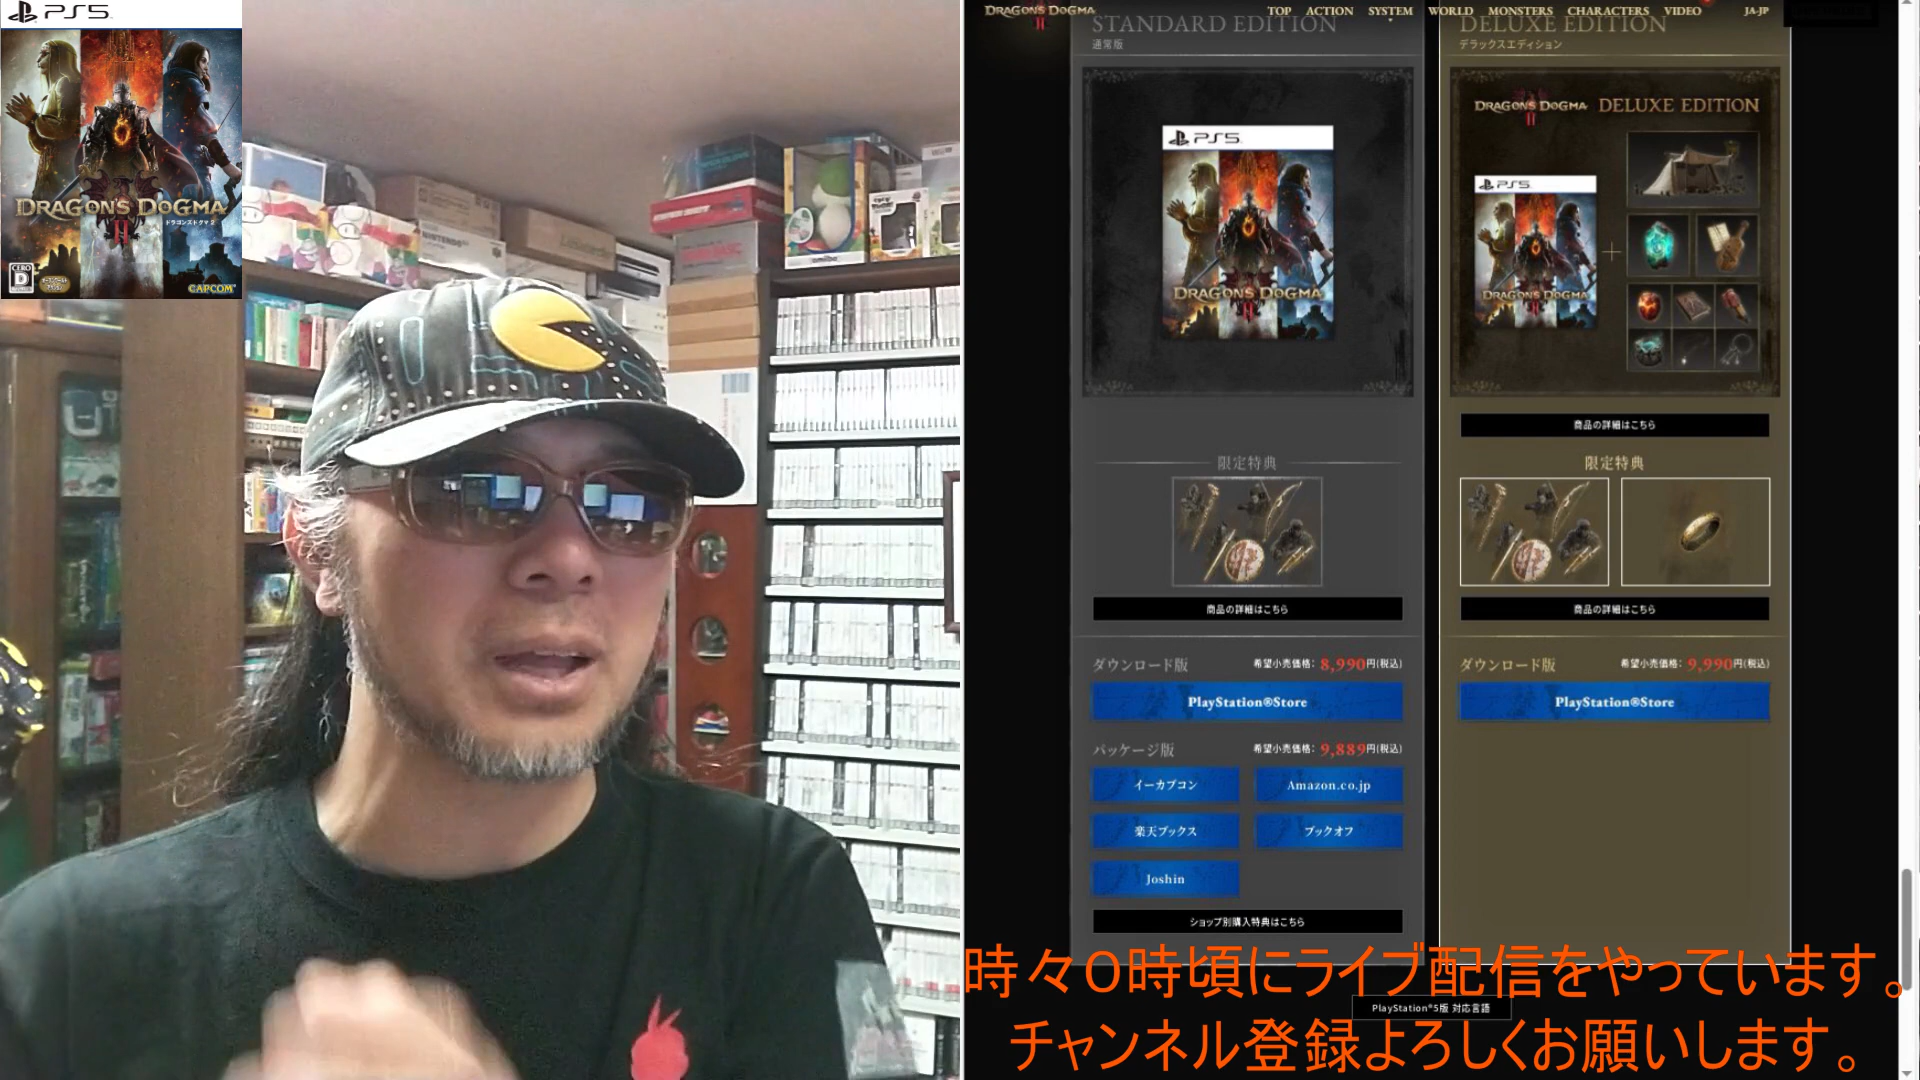 PS5
DRAGON'S DOGMA
II
ドラゴンズドグマ 2
CERO
D
CAPCOM
DRAGON'S DOGMA
II
TOP
ACTION
SYSTEM
WORLD
MONSTERS
CHARACTERS
VIDEO
JA-JP
STANDARD EDITION
通常版
PS5
DRAGON'S DOGMA
II
限定特典
商品の詳細はこちら
ダウンロード版
希望小売価格: 8,990円(税込)
PlayStation®Store
パッケージ版
希望小売価格: 9,889円(税込)
イーカプコン
Amazon.co.jp
楽天ブックス
ブックオフ
Joshin
ショップ別購入特典はこちら
DELUXE EDITION
デラックスエディション
DRAGON'S DOGMA
II
DELUXE EDITION
PS5
DRAGON'S DOGMA
II
商品の詳細はこちら
限定特典
商品の詳細はこちら
ダウンロード版
希望小売価格: 9,990円(税込)
PlayStation®Store
時々０時頃にライブ配信をやっています。
PlayStation®5版 対応言語
チャンネル登録よろしくお願いします。